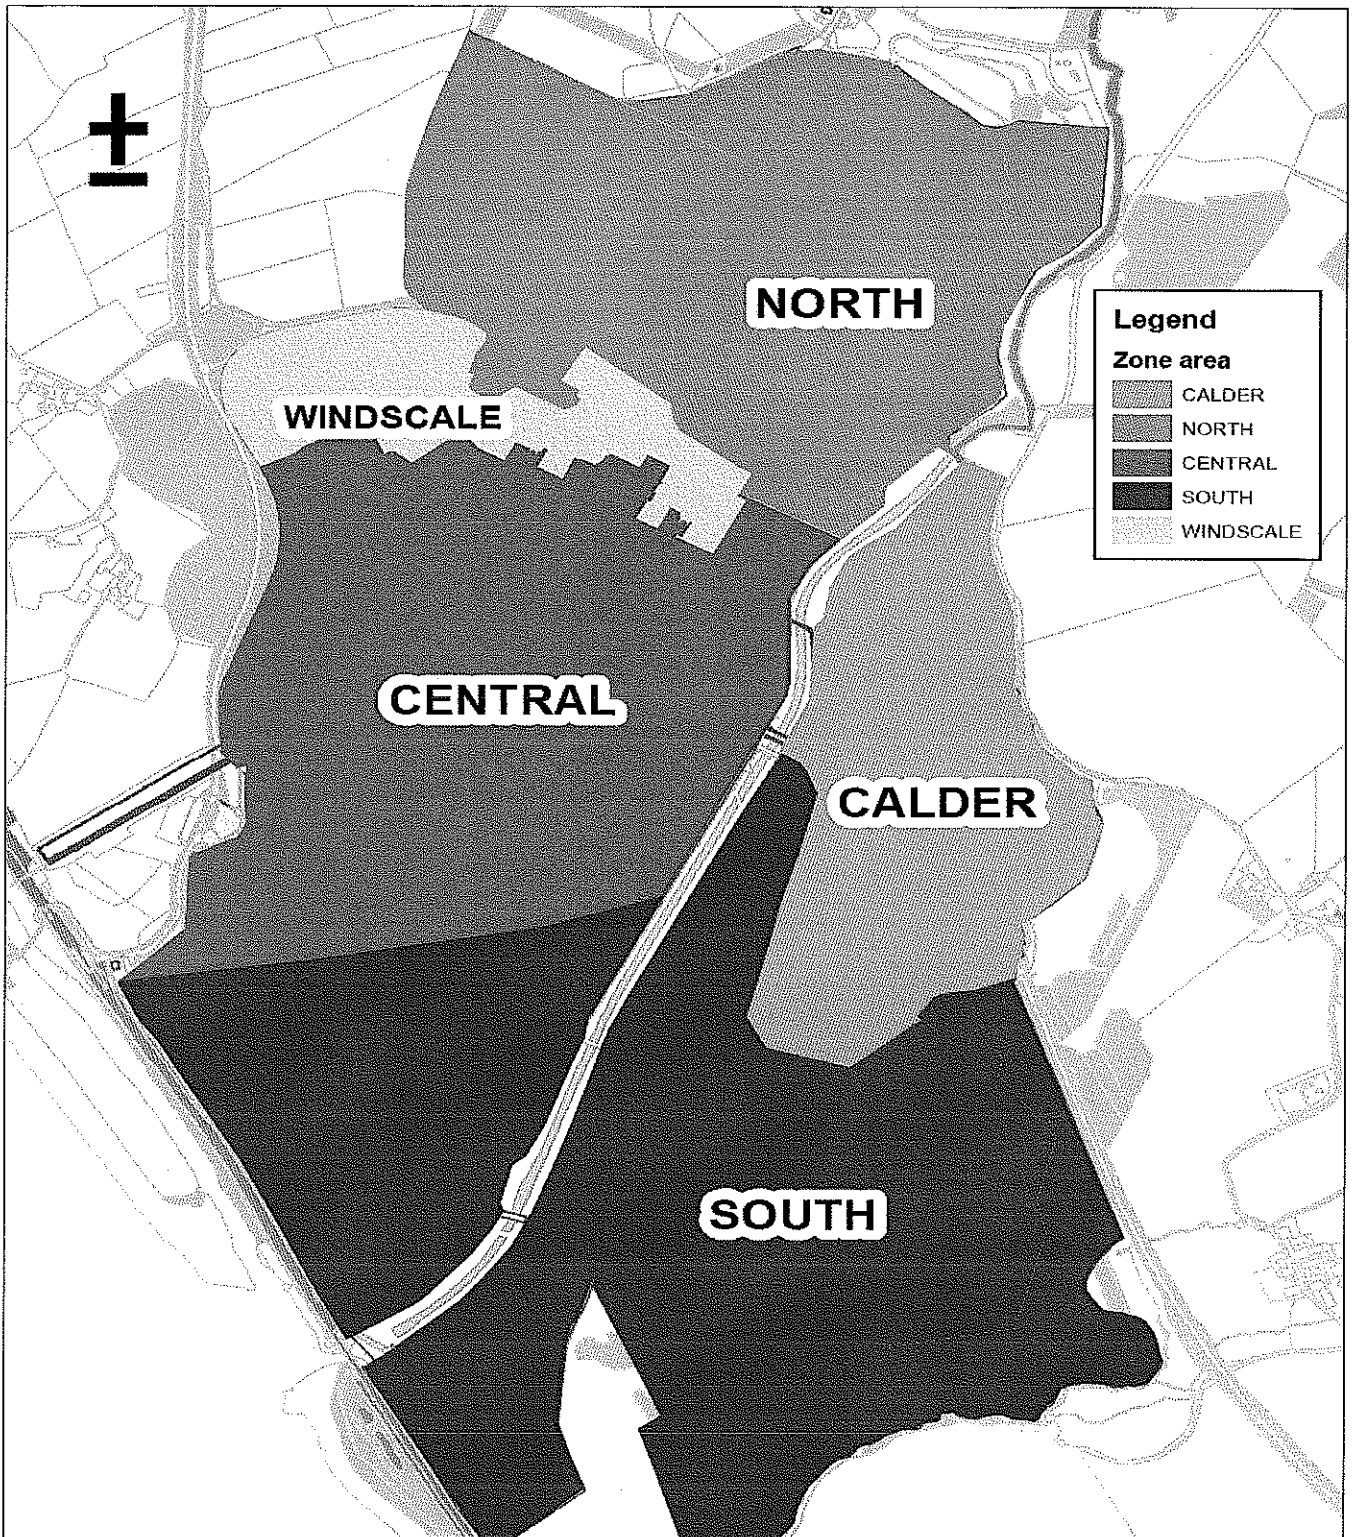 NORTH
Legend
Zone area
CALDER
NORTH
CENTRAL
SOUTH
WINDSCALE
WINDSCALE
CENTRAL
CALDER
SOUTH